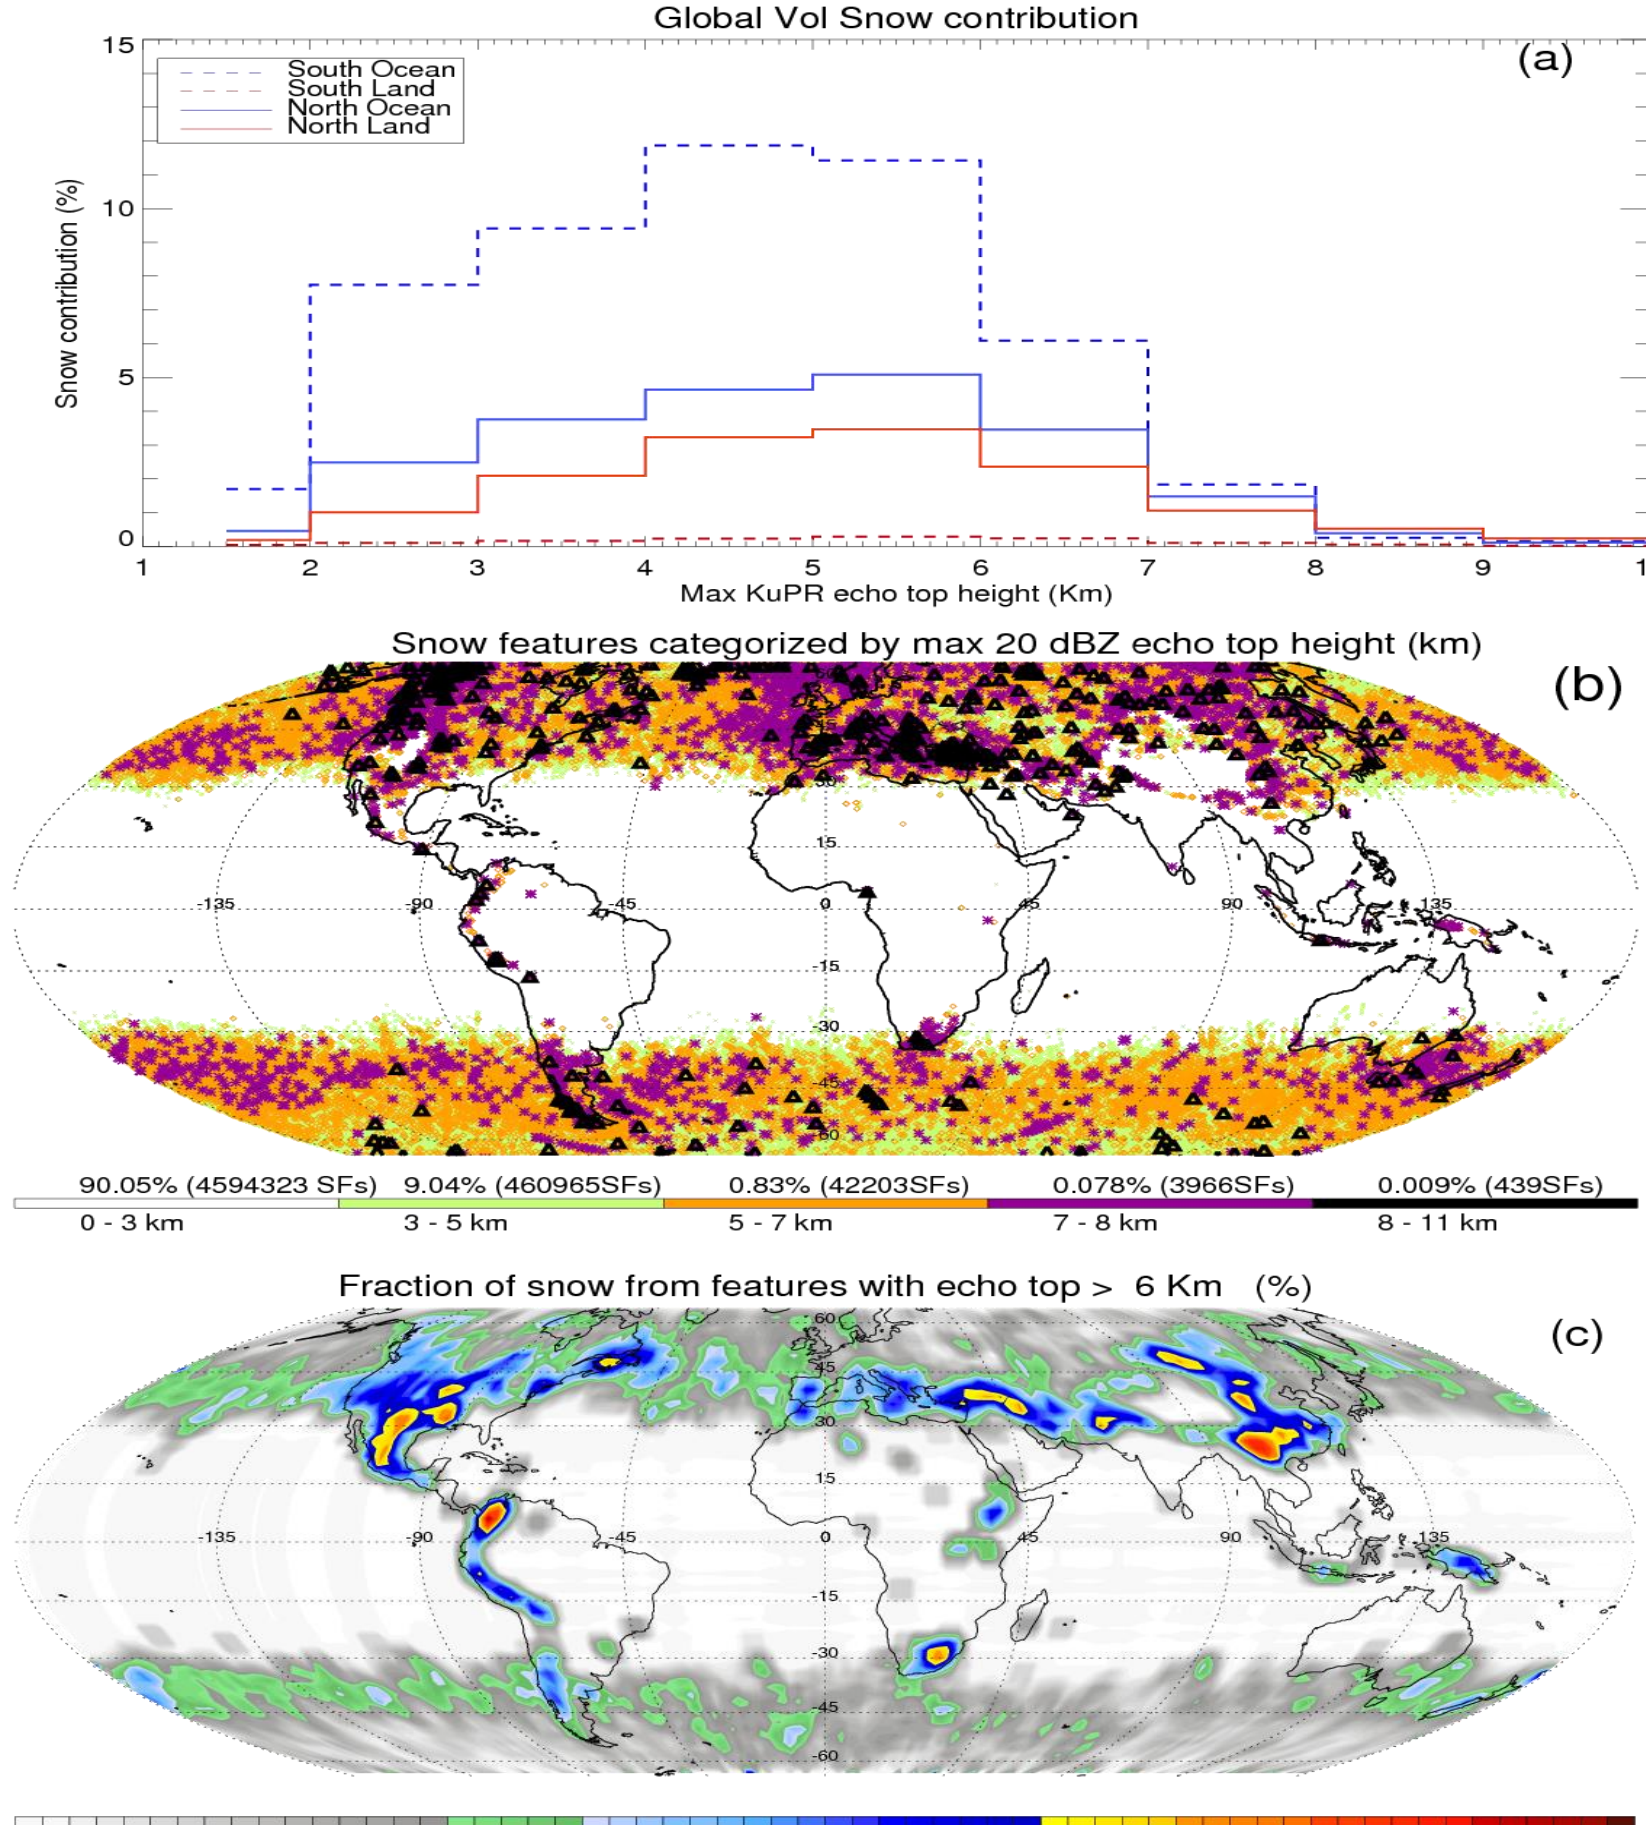 Global Vol Snow contribution
(a)
15
10
5
0
Snow contribution (%)
South Ocean
South Land
North Ocean
North Land
1 2 3 4 5 6 7 8 9 1
Max KuPR echo top height (Km)
Snow features categorized by max 20 dBZ echo top height (km)
(b)
30
15
-135 -90 -45 0 45 90 135
-15
-30
-45
60
90.05% (4594323 SFs) 9.04% (460965SFs) 0.83% (42203SFs) 0.078% (3966SFs) 0.009% (439SFs)
0 - 3 km 3 - 5 km 5 - 7 km 7 - 8 km 8 - 11 km
Fraction of snow from features with echo top > 6 Km (%)
(c)
60
45
30
15
-135 -90 -45 0 45 90 135
-15
-30
-45
-60